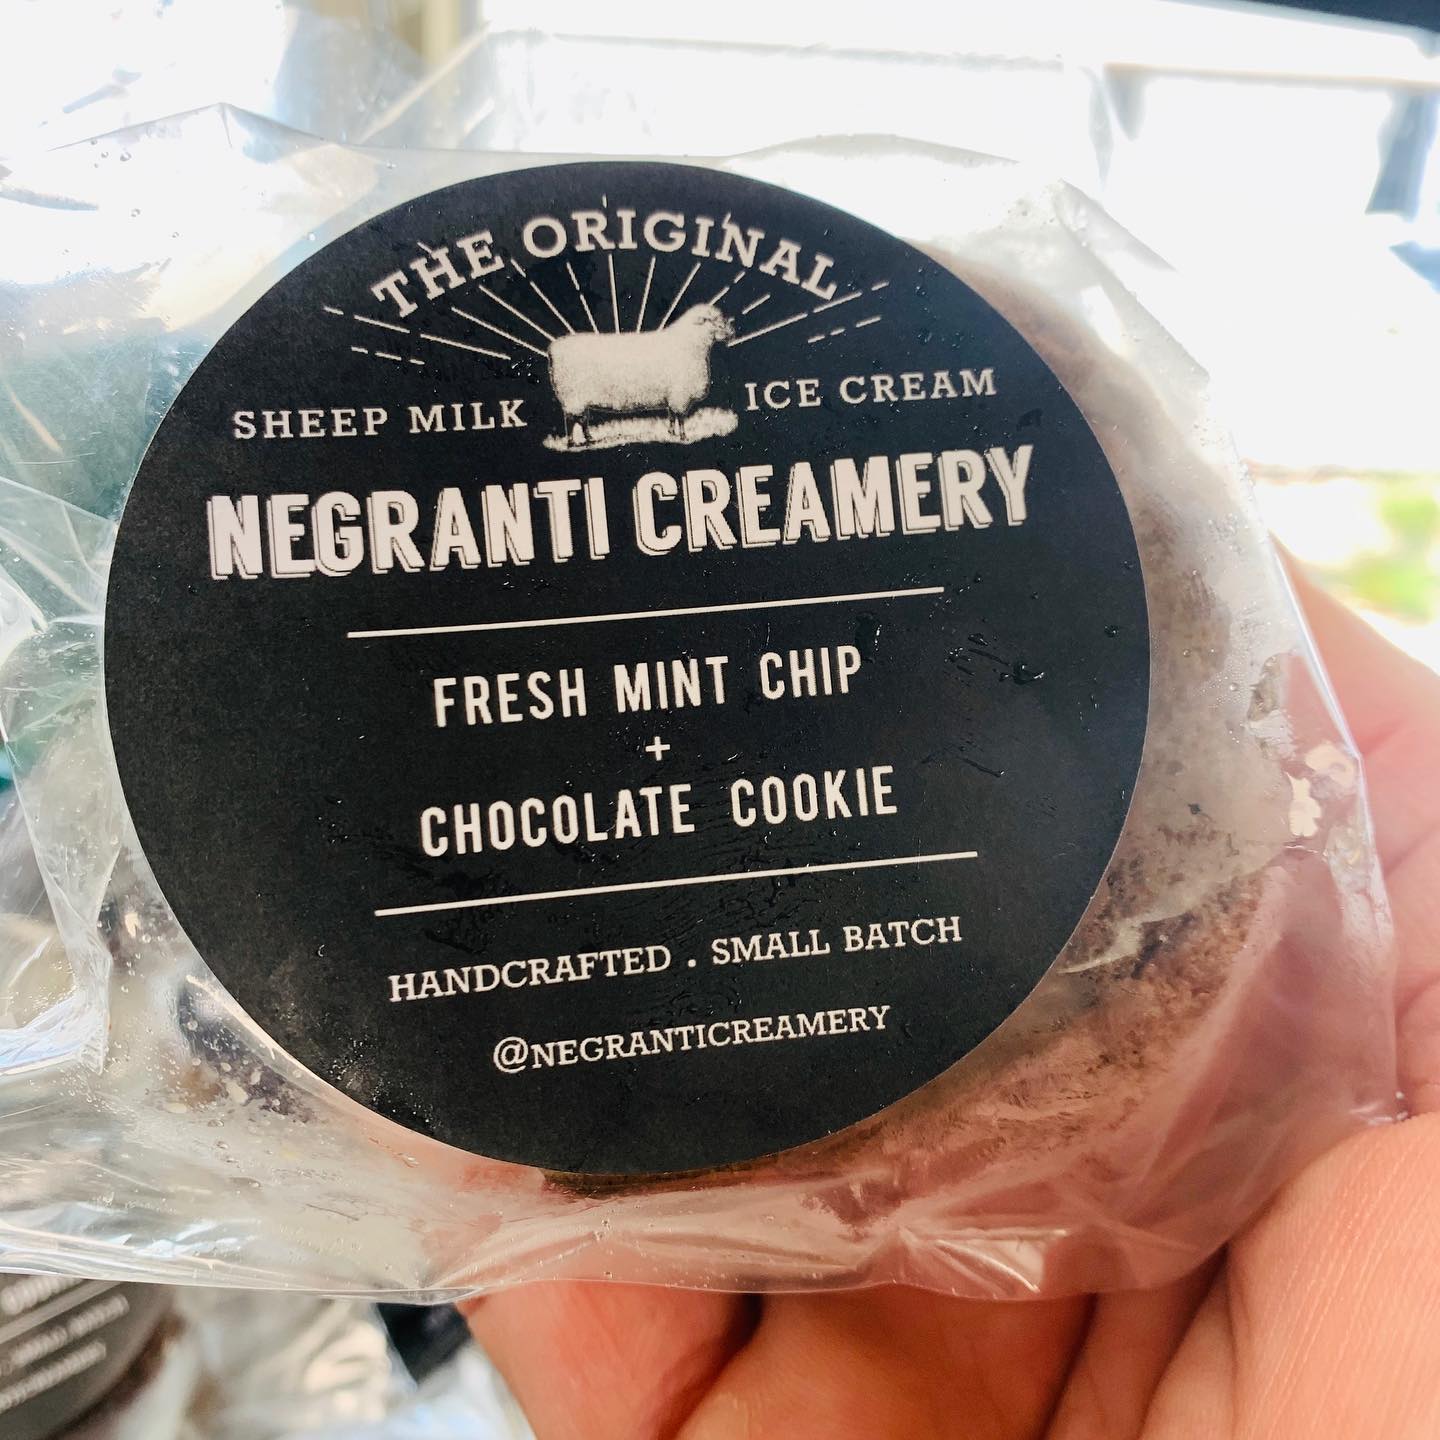 THE ORIGINAL
SHEEP MILK ICE CREAM
NEGRANTI CREAMERY
FRESH MINT CHIP
+
CHOCOLATE COOKIE
HANDCRAFTED . SMALL BATCH
@NEGRANTICREAMERY